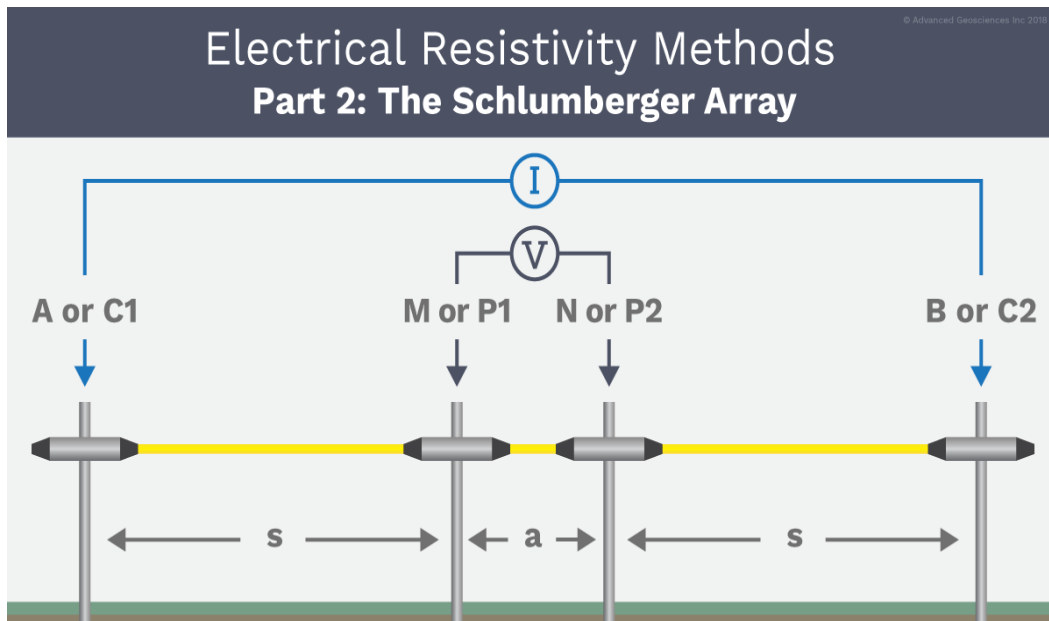 © Advanced Geosciences Inc 2018
Electrical Resistivity Methods
Part 2: The Schlumberger Array
I
V
A or C1
M or P1
N or P2
B or C2
s
a
s